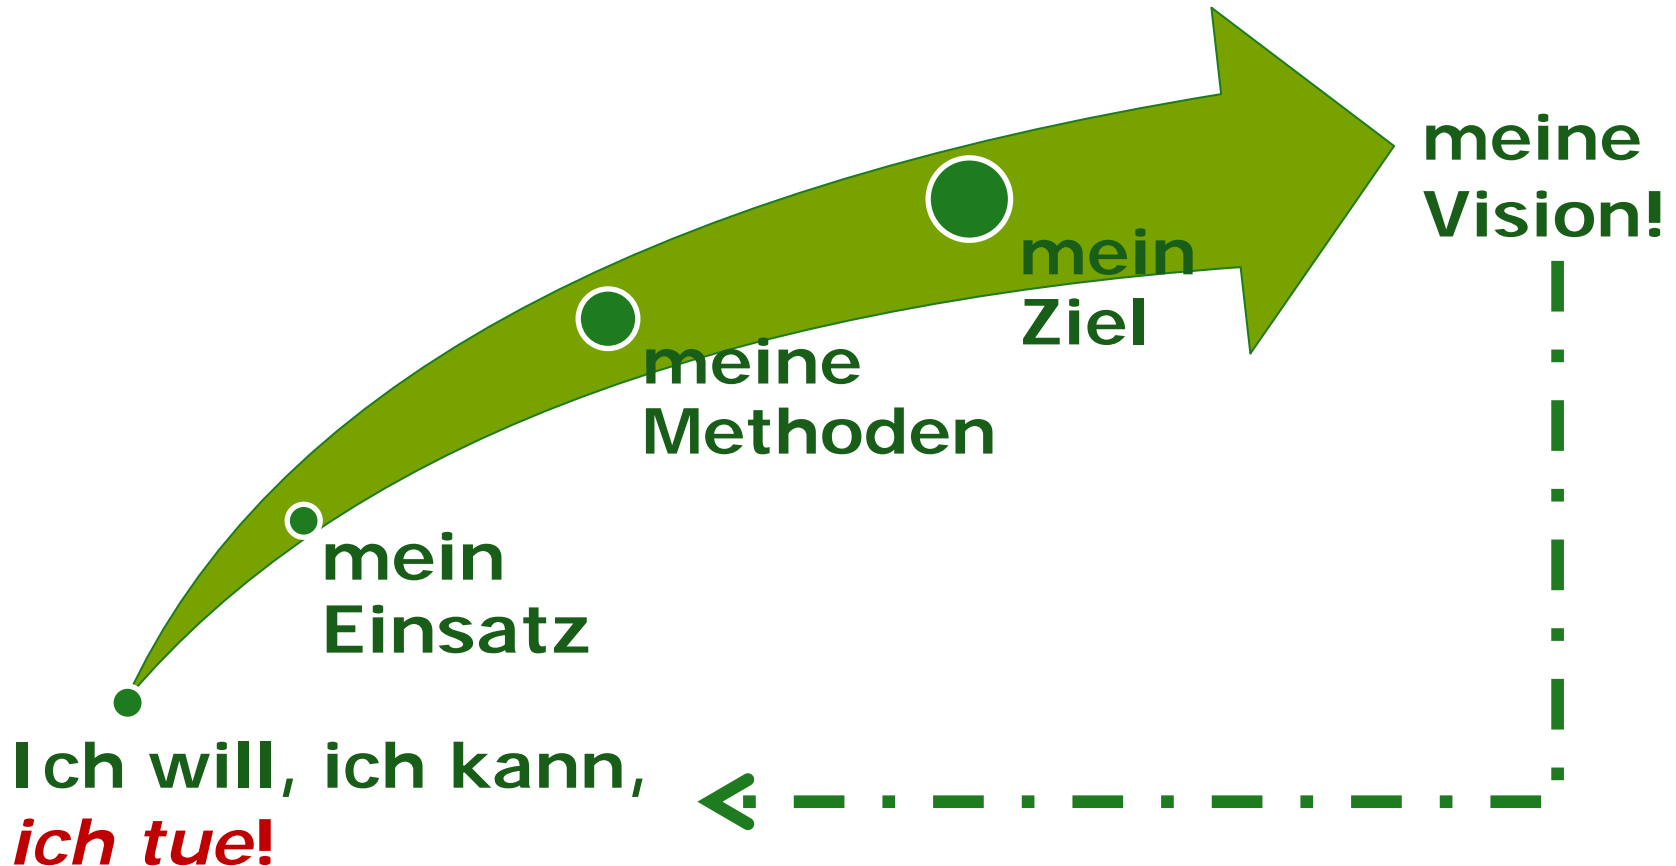 meine
Vision!
mein
Ziel
meine
Methoden
mein
Einsatz
Ich will, ich kann,
ich tue!